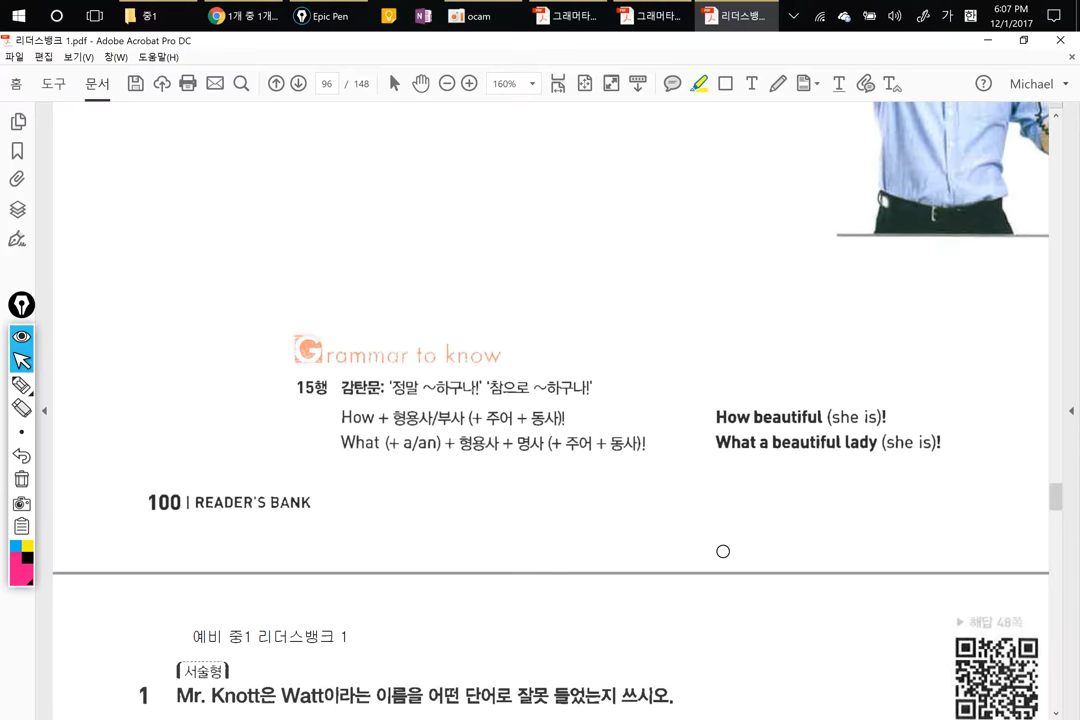 중1
1개 중 1개...
Epic Pen
ocam
그래머타...
그래머타...
리더스뱅...
가
한
6:07 PM
12/1/2017
리더스뱅크 1.pdf - Adobe Acrobat Pro DC
파일 편집 보기(V) 창(W) 도움말(H)
홈 도구 문서 96 / 148 160% Michael
Grammar to know
15행 감탄문: '정말 ~하구나!' '참으로 ~하구나!'
How + 형용사/부사 (+ 주어 + 동사)! How beautiful (she is)!
What (+ a/an) + 형용사 + 명사 (+ 주어 + 동사)! What a beautiful lady (she is)!
100 | READER'S BANK
▶ 해답 48쪽
예비 중1 리더스뱅크 1
서술형
1 Mr. Knott은 Watt이라는 이름을 어떤 단어로 잘못 들었는지 쓰시오.